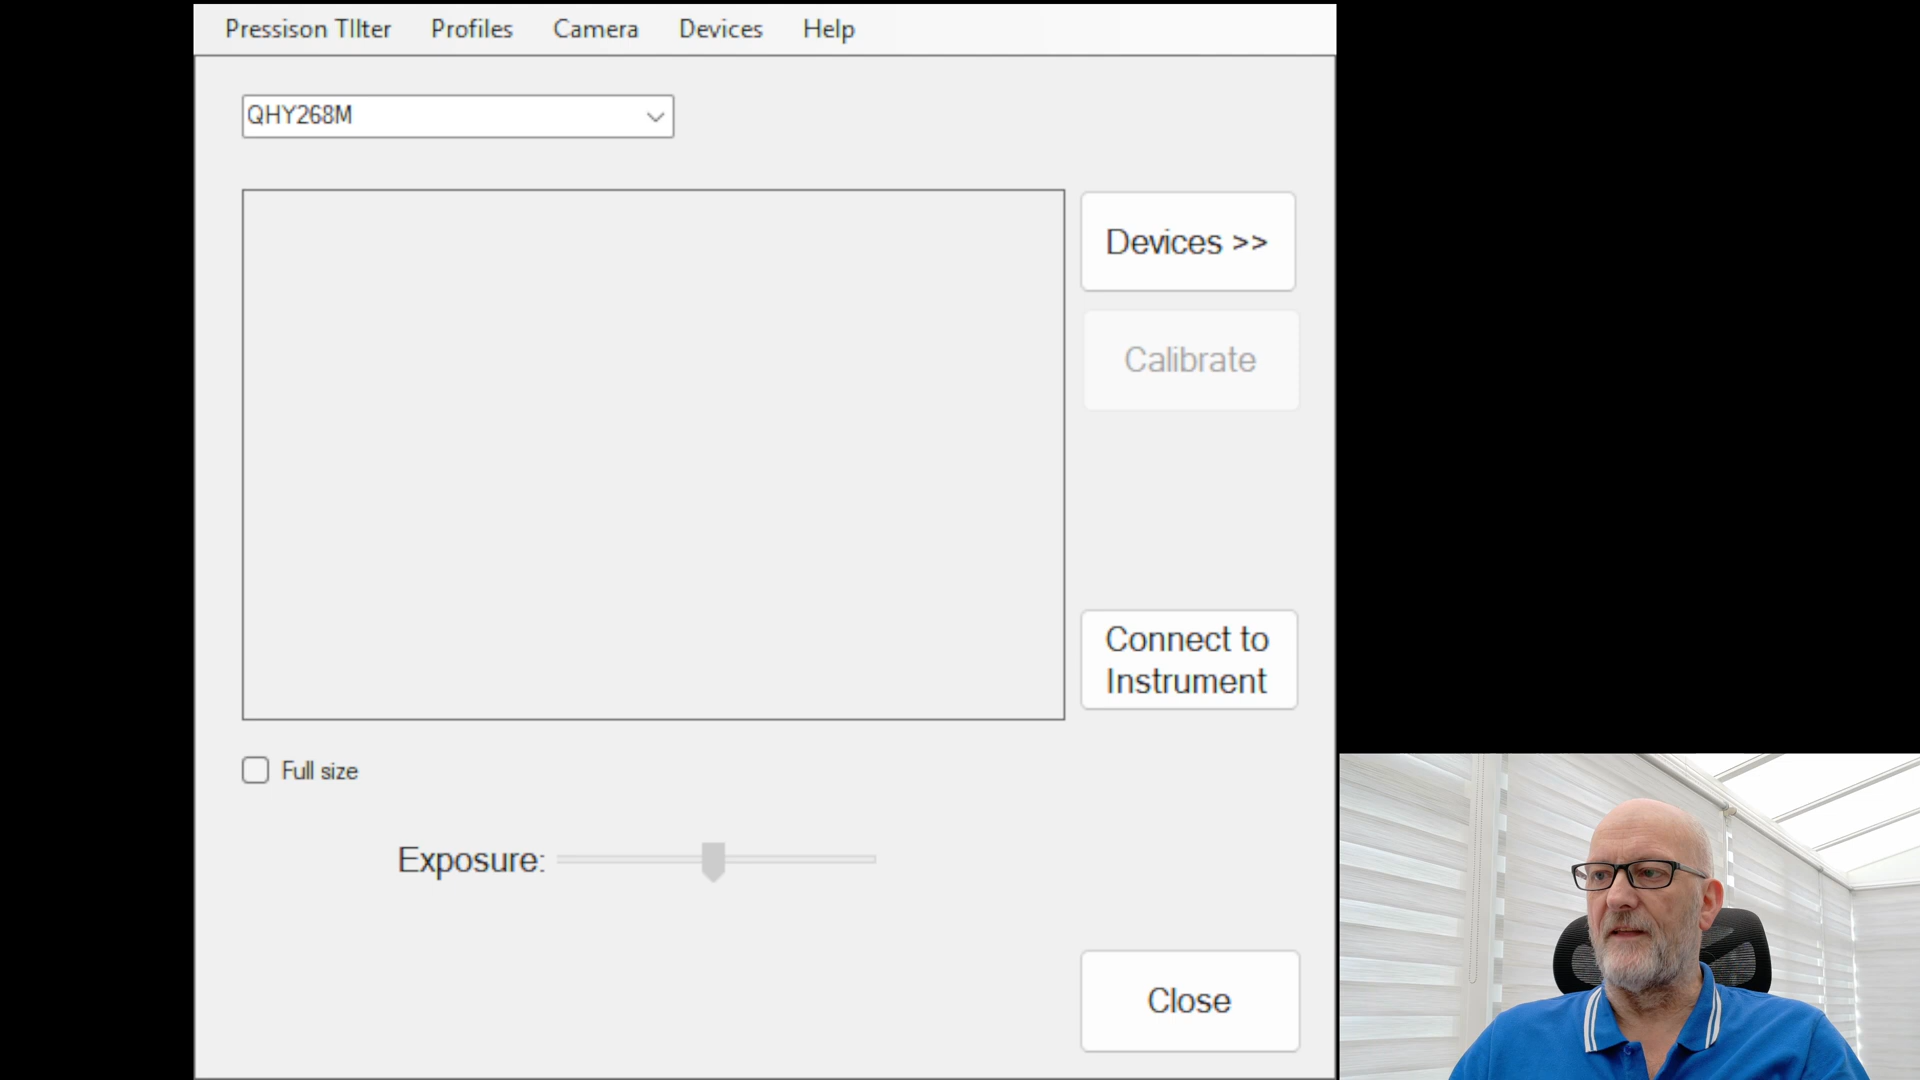 Pressison TIlter Profiles Camera Devices Help
QHY268M
Devices >>
Calibrate
Connect to
Instrument
Full size
Exposure:
Close